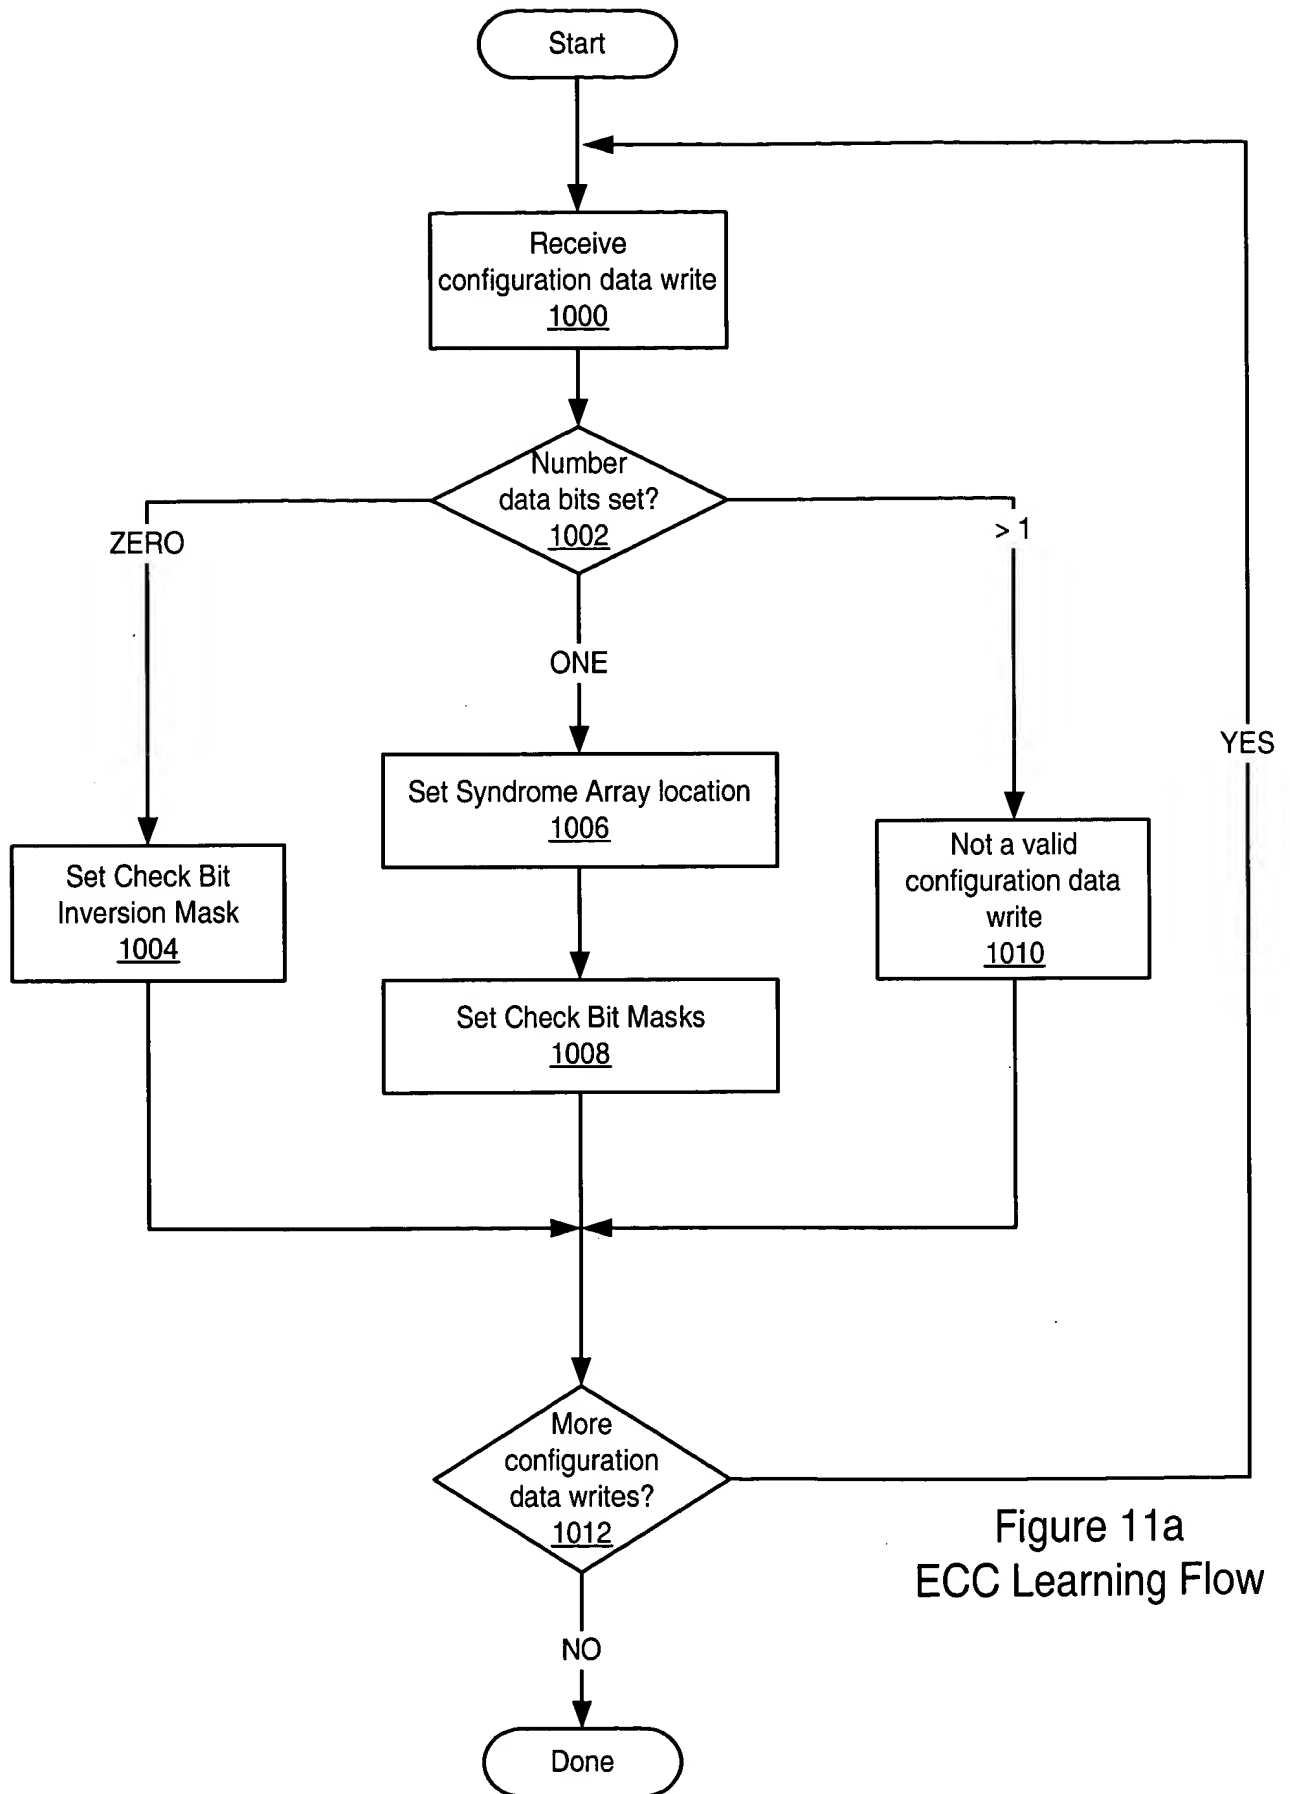 Start
Receive
configuration data write
1000
Number
data bits set?
1002
ZERO
> 1
ONE
YES
Set Syndrome Array location
1006
Not a valid
configuration data
write
1010
Set Check Bit
Inversion Mask
1004
Set Check Bit Masks
1008
More
configuration
data writes?
1012
Figure 11a
ECC Learning Flow
NO
Done